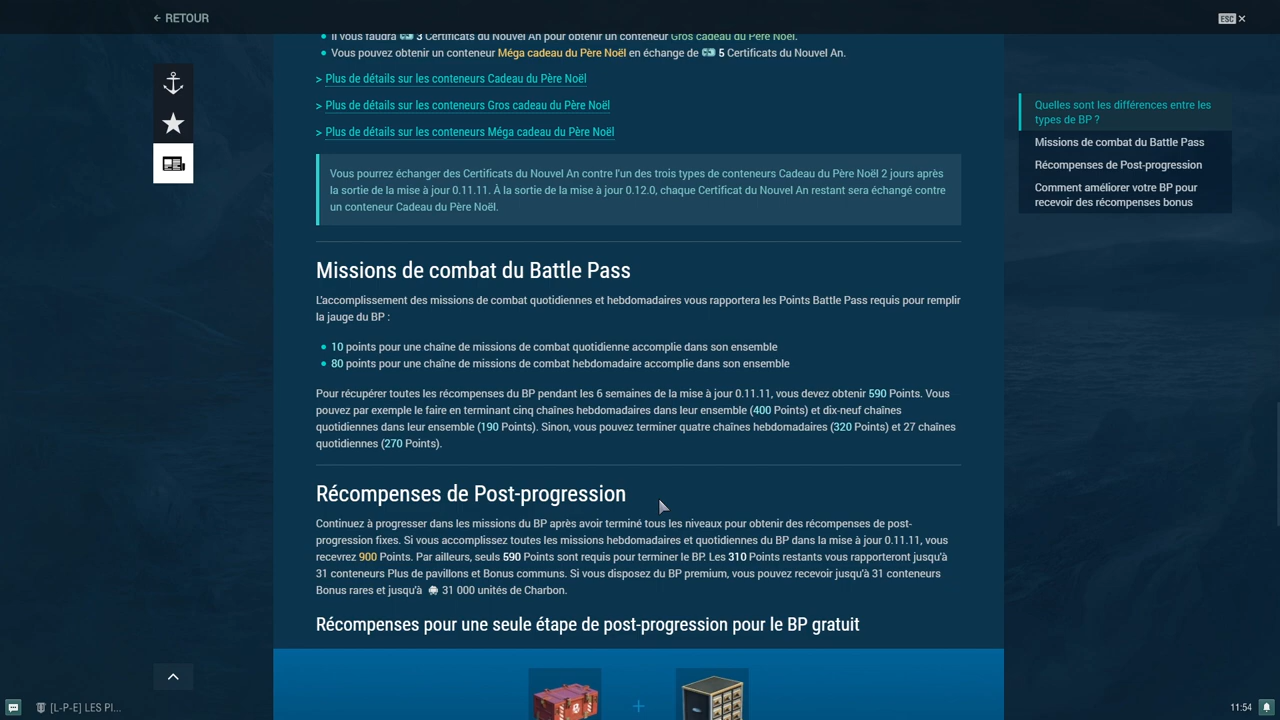 RETOUR
ESC
Il vous faudra 3 Certificats du Nouvel An pour obtenir un conteneur Gros cadeau du Père Noël.
Vous pouvez obtenir un conteneur Méga cadeau du Père Noël en échange de 5 Certificats du Nouvel An.
> Plus de détails sur les conteneurs Cadeau du Père Noël
> Plus de détails sur les conteneurs Gros cadeau du Père Noël
> Plus de détails sur les conteneurs Méga cadeau du Père Noël
Vous pourrez échanger des Certificats du Nouvel An contre l'un des trois types de conteneurs Cadeau du Père Noël 2 jours après
la sortie de la mise à jour 0.11.11. À la sortie de la mise à jour 0.12.0, chaque Certificat du Nouvel An restant sera échangé contre
un conteneur Cadeau du Père Noël.
Missions de combat du Battle Pass
L'accomplissement des missions de combat quotidiennes et hebdomadaires vous rapportera les Points Battle Pass requis pour remplir
la jauge du BP :
10 points pour une chaîne de missions de combat quotidienne accomplie dans son ensemble
80 points pour une chaîne de missions de combat hebdomadaire accomplie dans son ensemble
Pour récupérer toutes les récompenses du BP pendant les 6 semaines de la mise à jour 0.11.11, vous devez obtenir 590 Points. Vous
pouvez par exemple le faire en terminant cinq chaînes hebdomadaires dans leur ensemble (400 Points) et dix-neuf chaînes
quotidiennes dans leur ensemble (190 Points). Sinon, vous pouvez terminer quatre chaînes hebdomadaires (320 Points) et 27 chaînes
quotidiennes (270 Points).
Récompenses de Post-progression
Continuez à progresser dans les missions du BP après avoir terminé tous les niveaux pour obtenir des récompenses de post-
progression fixes. Si vous accomplissez toutes les missions hebdomadaires et quotidiennes du BP dans la mise à jour 0.11.11, vous
recevrez 900 Points. Par ailleurs, seuls 590 Points sont requis pour terminer le BP. Les 310 Points restants vous rapporteront jusqu'à
31 conteneurs Plus de pavillons et Bonus communs. Si vous disposez du BP premium, vous pouvez recevoir jusqu'à 31 conteneurs
Bonus rares et jusqu'à 31 000 unités de Charbon.
Récompenses pour une seule étape de post-progression pour le BP gratuit
Quelles sont les différences entre les
types de BP ?
Missions de combat du Battle Pass
Récompenses de Post-progression
Comment améliorer votre BP pour
recevoir des récompenses bonus
[L-P-E] LES PI...
11:54